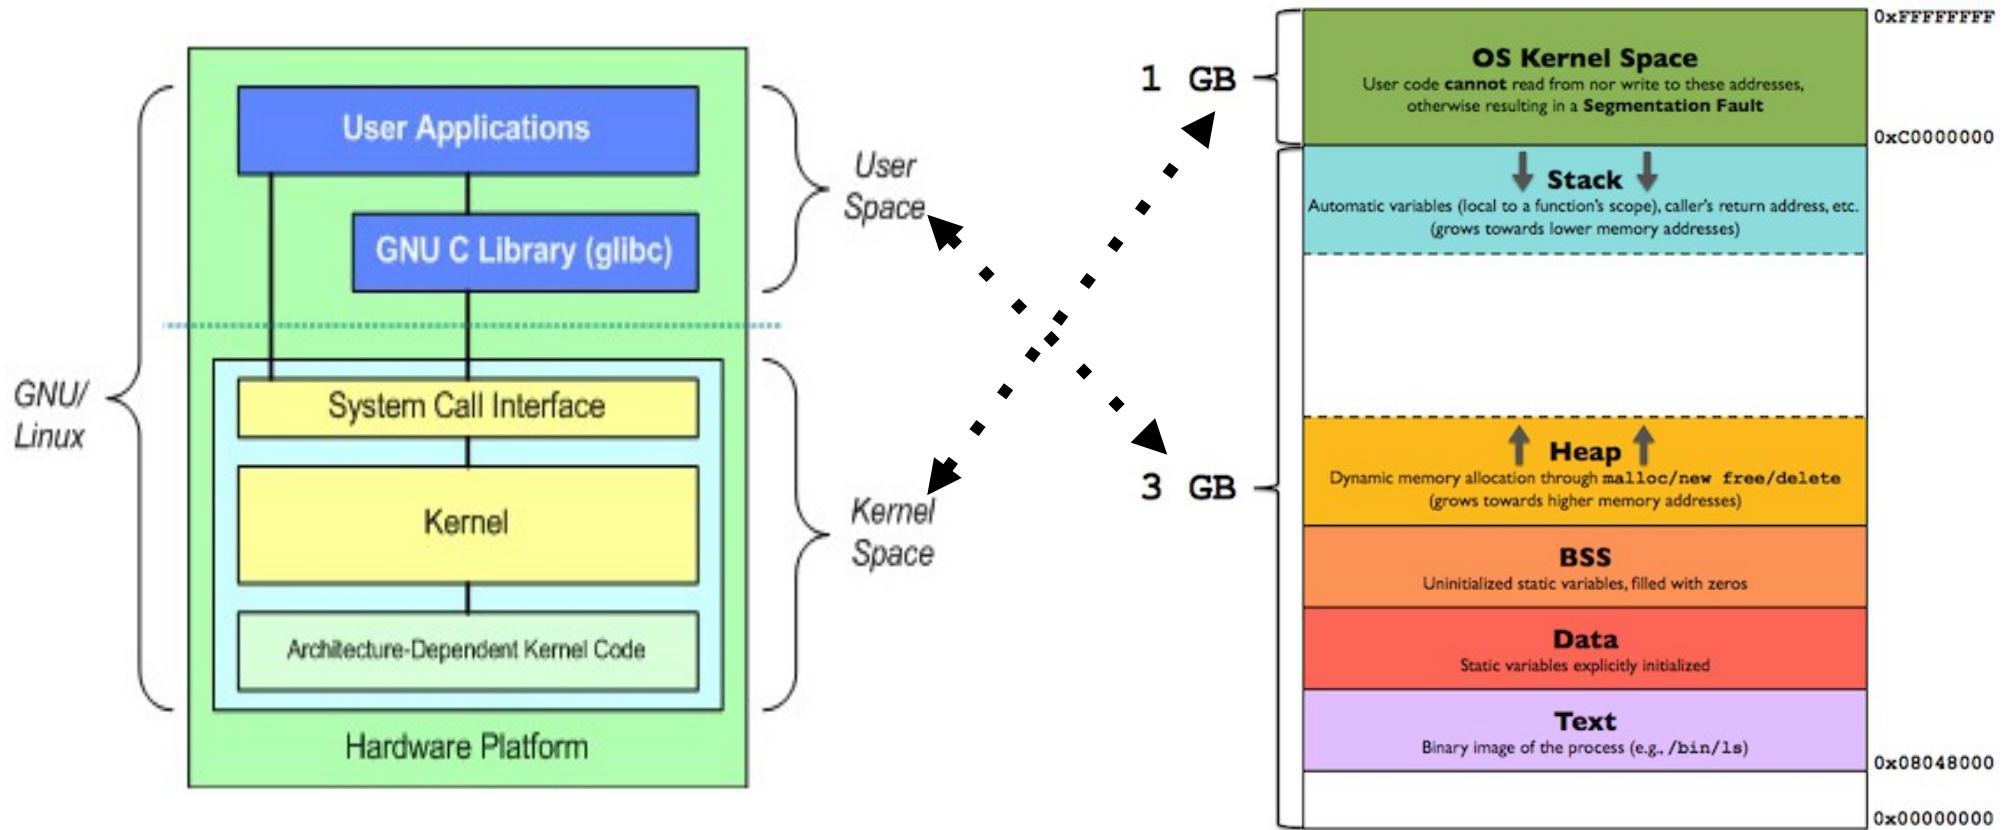 GNU/
Linux
User Applications
GNU C Library (glibc)
System Call Interface
Kernel
Architecture-Dependent Kernel Code
Hardware Platform
User
Space
Kernel
Space
1 GB
3 GB
OS Kernel Space
User code cannot read from nor write to these addresses,
otherwise resulting in a Segmentation Fault
Stack
Automatic variables (local to a function's scope), caller's return address, etc.
(grows towards lower memory addresses)
Heap
Dynamic memory allocation through malloc/new free/delete
(grows towards higher memory addresses)
BSS
Uninitialized static variables, filled with zeros
Data
Static variables explicitly initialized
Text
Binary image of the process (e.g., /bin/ls)
0xFFFFFFFF
0xC0000000
0x08048000
0x00000000